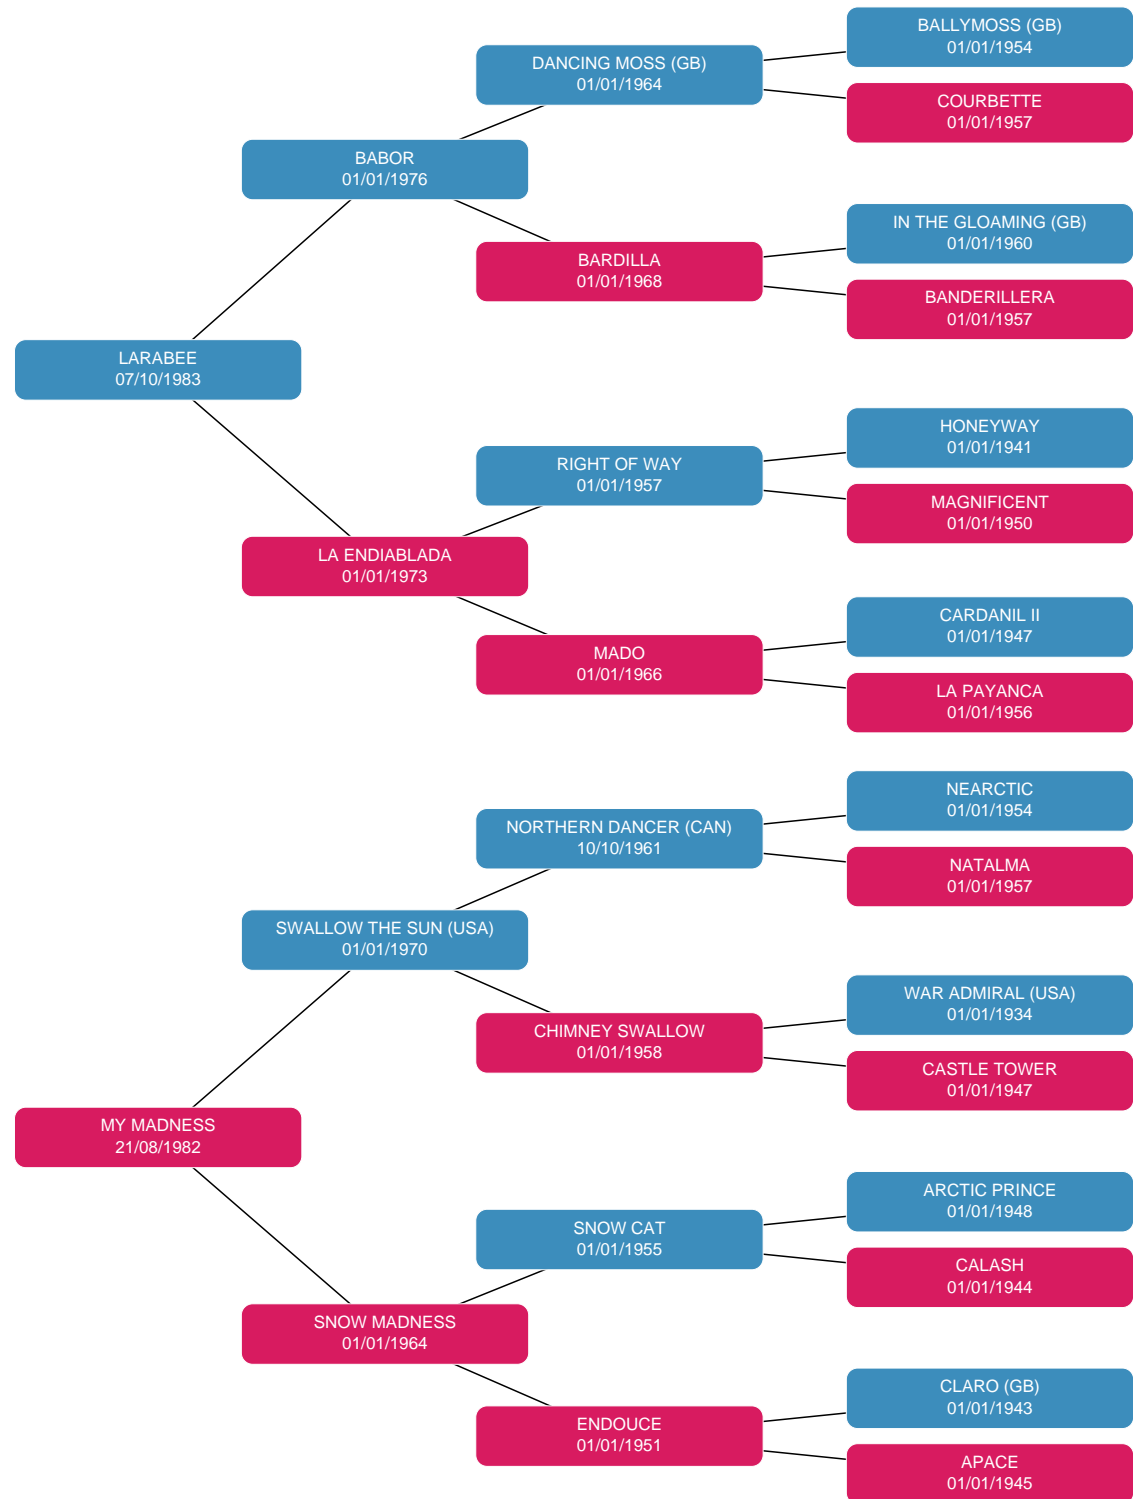 BALLYMOSS (GB)
01/01/1954
DANCING MOSS (GB)
01/01/1964
COURBETTE
01/01/1957
BABOR
01/01/1976
IN THE GLOAMING (GB)
01/01/1960
BARDILLA
01/01/1968
BANDERILLERA
01/01/1957
LARABEE
07/10/1983
HONEYWAY
01/01/1941
RIGHT OF WAY
01/01/1957
MAGNIFICENT
01/01/1950
LA ENDIABLADA
01/01/1973
CARDANIL II
01/01/1947
MADO
01/01/1966
LA PAYANCA
01/01/1956
NEARCTIC
01/01/1954
NORTHERN DANCER (CAN)
10/10/1961
NATALMA
01/01/1957
SWALLOW THE SUN (USA)
01/01/1970
WAR ADMIRAL (USA)
01/01/1934
CHIMNEY SWALLOW
01/01/1958
CASTLE TOWER
01/01/1947
MY MADNESS
21/08/1982
ARCTIC PRINCE
01/01/1948
SNOW CAT
01/01/1955
CALASH
01/01/1944
SNOW MADNESS
01/01/1964
CLARO (GB)
01/01/1943
ENDOUCE
01/01/1951
APACE
01/01/1945